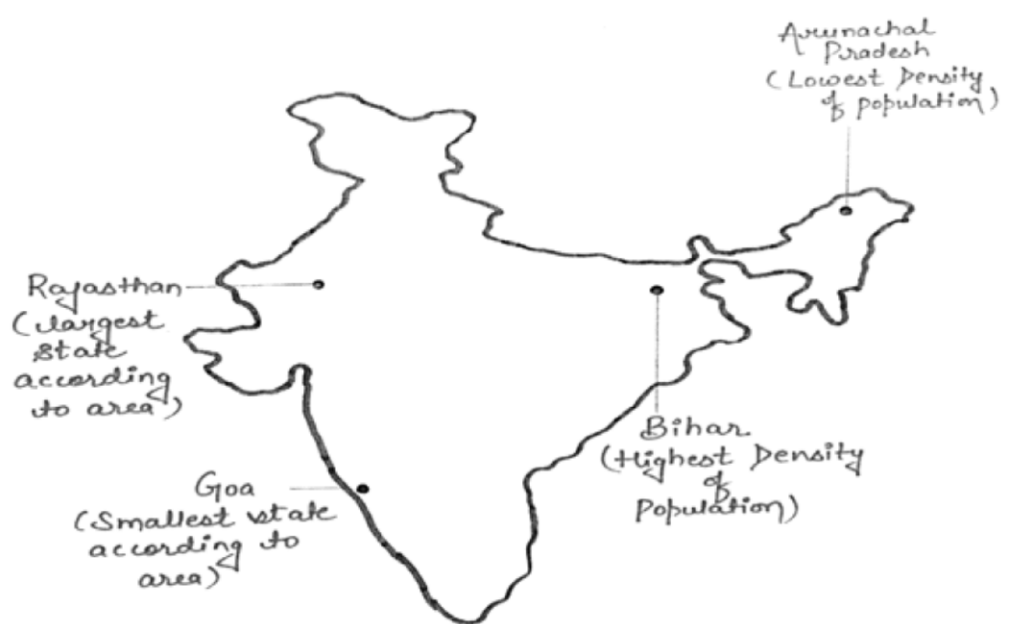 Arunachal
Pradesh
(Lowest Density
of population)
Rajasthan
(largest
state
according
to area)
Bihar
(Highest Density
of
Population)
Goa
(Smallest state
according to
area)